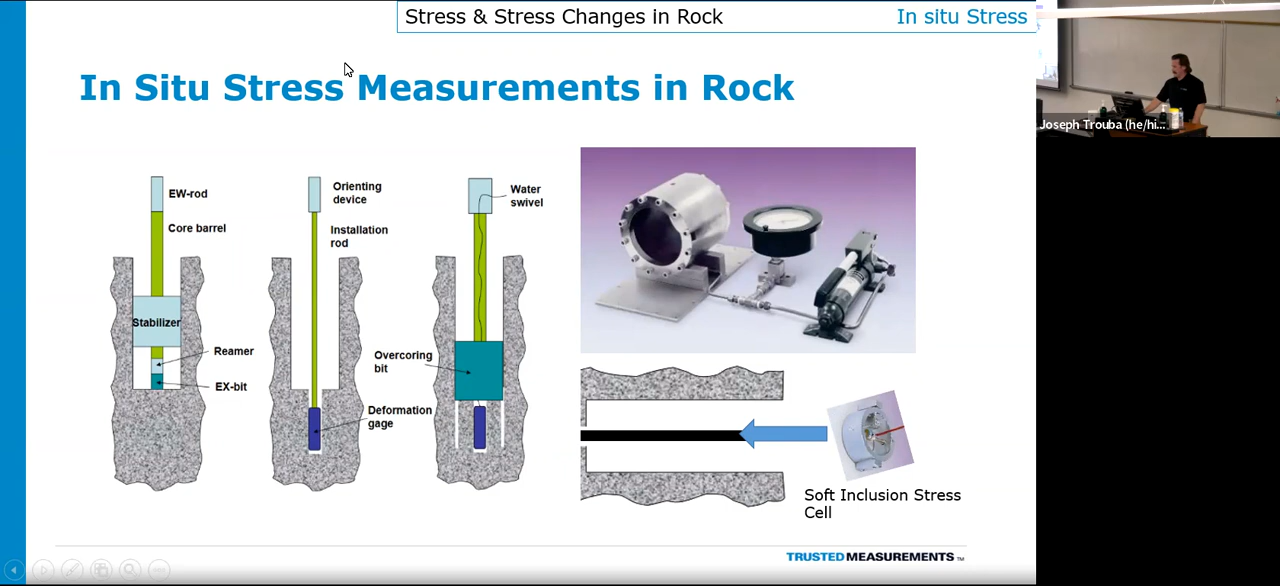 Stress & Stress Changes in Rock
In situ Stress
In Situ Stress Measurements in Rock
EW-rod
Core barrel
Stabilizer
Reamer
EX-bit
Orienting
device
Installation
rod
Deformation
gage
Water
swivel
Overcoring
bit
Soft Inclusion Stress
Cell
TRUSTED MEASUREMENTS™
Joseph Trouba (he/hi...